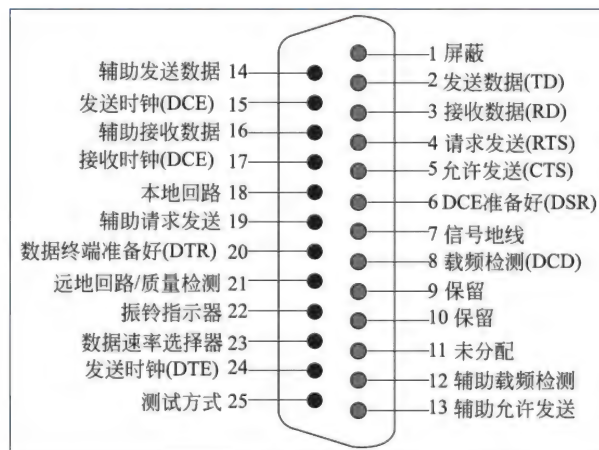 1 屏蔽
2 发送数据(TD)
3 接收数据(RD)
4 请求发送(RTS)
5 允许发送(CTS)
6 DCE准备好(DSR)
7 信号地线
8 载频检测(DCD)
9 保留
10 保留
11 未分配
12 辅助载频检测
13 辅助允许发送
辅助发送数据 14
发送时钟(DCE) 15
辅助接收数据 16
接收时钟(DCE) 17
本地回路 18
辅助请求发送 19
数据终端准备好(DTR) 20
远地回路/质量检测 21
振铃指示器 22
数据速率选择器 23
发送时钟(DTE) 24
测试方式 25